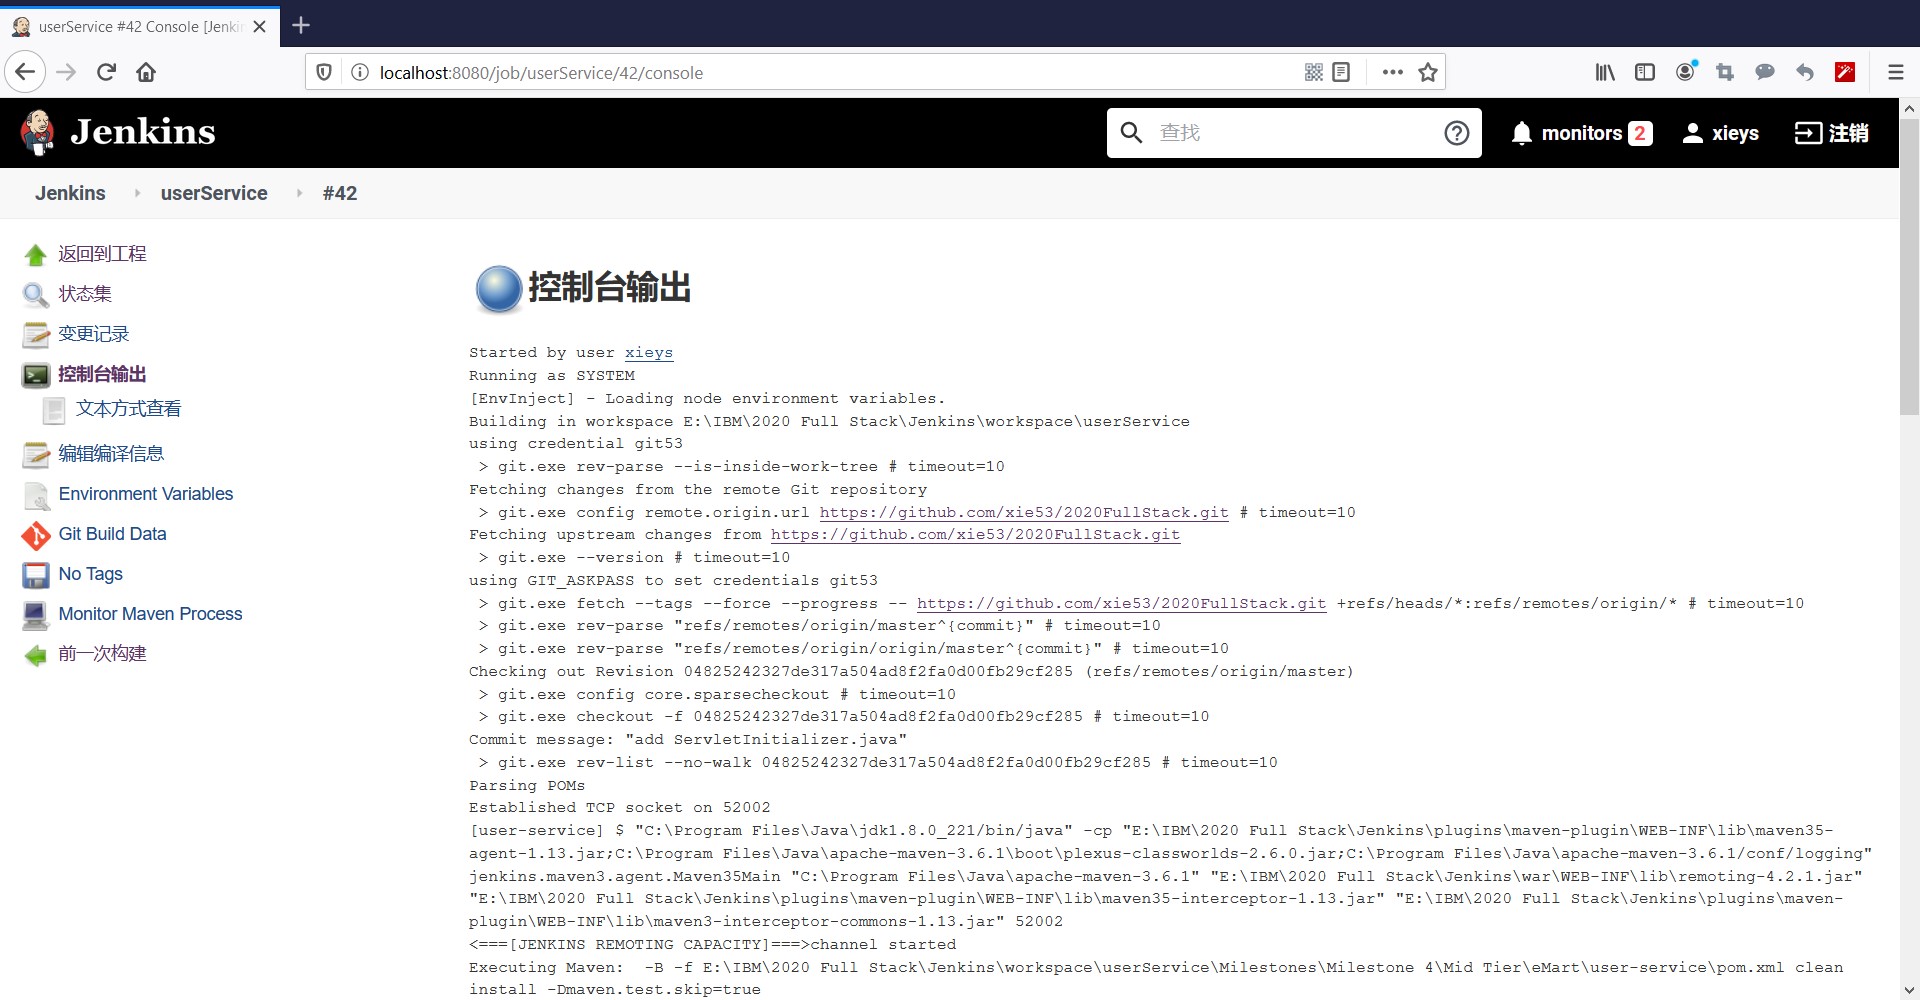 userService #42 Console [Jenki
localhost:8080/job/userService/42/console
Jenkins
查找
monitors 2
xieys
注销
Jenkins
userService
#42
返回到工程
状态集
变更记录
控制台输出
文本方式查看
编辑编译信息
Environment Variables
Git Build Data
No Tags
Monitor Maven Process
前一次构建
控制台输出
Started by user xieys
Running as SYSTEM
[EnvInject] - Loading node environment variables.
Building in workspace E:\IBM\2020 Full Stack\Jenkins\workspace\userService
using credential git53
 > git.exe rev-parse --is-inside-work-tree # timeout=10
Fetching changes from the remote Git repository
 > git.exe config remote.origin.url https://github.com/xie53/2020FullStack.git # timeout=10
Fetching upstream changes from https://github.com/xie53/2020FullStack.git
 > git.exe --version # timeout=10
using GIT_ASKPASS to set credentials git53
 > git.exe fetch --tags --force --progress -- https://github.com/xie53/2020FullStack.git +refs/heads/*:refs/remotes/origin/* # timeout=10
 > git.exe rev-parse "refs/remotes/origin/master^{commit}" # timeout=10
 > git.exe rev-parse "refs/remotes/origin/origin/master^{commit}" # timeout=10
Checking out Revision 04825242327de317a504ad8f2fa0d00fb29cf285 (refs/remotes/origin/master)
 > git.exe config core.sparsecheckout # timeout=10
 > git.exe checkout -f 04825242327de317a504ad8f2fa0d00fb29cf285 # timeout=10
Commit message: "add ServletInitializer.java"
 > git.exe rev-list --no-walk 04825242327de317a504ad8f2fa0d00fb29cf285 # timeout=10
Parsing POMs
Established TCP socket on 52002
[user-service] $ "C:\Program Files\Java\jdk1.8.0_221/bin/java" -cp "E:\IBM\2020 Full Stack\Jenkins\plugins\maven-plugin\WEB-INF\lib\maven35-
agent-1.13.jar;C:\Program Files\Java\apache-maven-3.6.1\boot\plexus-classworlds-2.6.0.jar;C:\Program Files\Java\apache-maven-3.6.1/conf/logging"
jenkins.maven3.agent.Maven35Main "C:\Program Files\Java\apache-maven-3.6.1" "E:\IBM\2020 Full Stack\Jenkins\war\WEB-INF\lib\remoting-4.2.1.jar"
"E:\IBM\2020 Full Stack\Jenkins\plugins\maven-plugin\WEB-INF\lib\maven35-interceptor-1.13.jar" "E:\IBM\2020 Full Stack\Jenkins\plugins\maven-
plugin\WEB-INF\lib\maven3-interceptor-commons-1.13.jar" 52002
<===[JENKINS REMOTING CAPACITY]===>channel started
Executing Maven:  -B -f E:\IBM\2020 Full Stack\Jenkins\workspace\userService\Milestones\Milestone 4\Mid Tier\eMart\user-service\pom.xml clean
install -Dmaven.test.skip=true